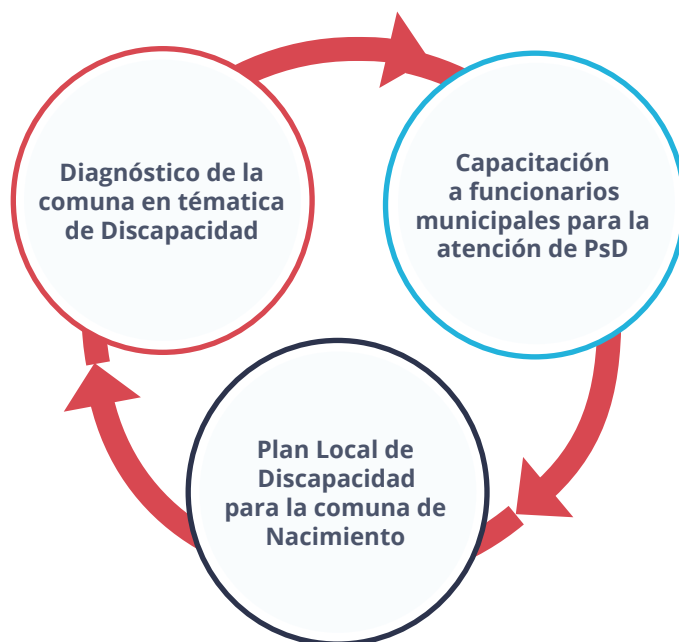 Diagnóstico de la
comuna en témática
de Discapacidad
Capacitación
a funcionarios
municipales para la
atención de PsD
Plan Local de
Discapacidad
para la comuna de
Nacimiento